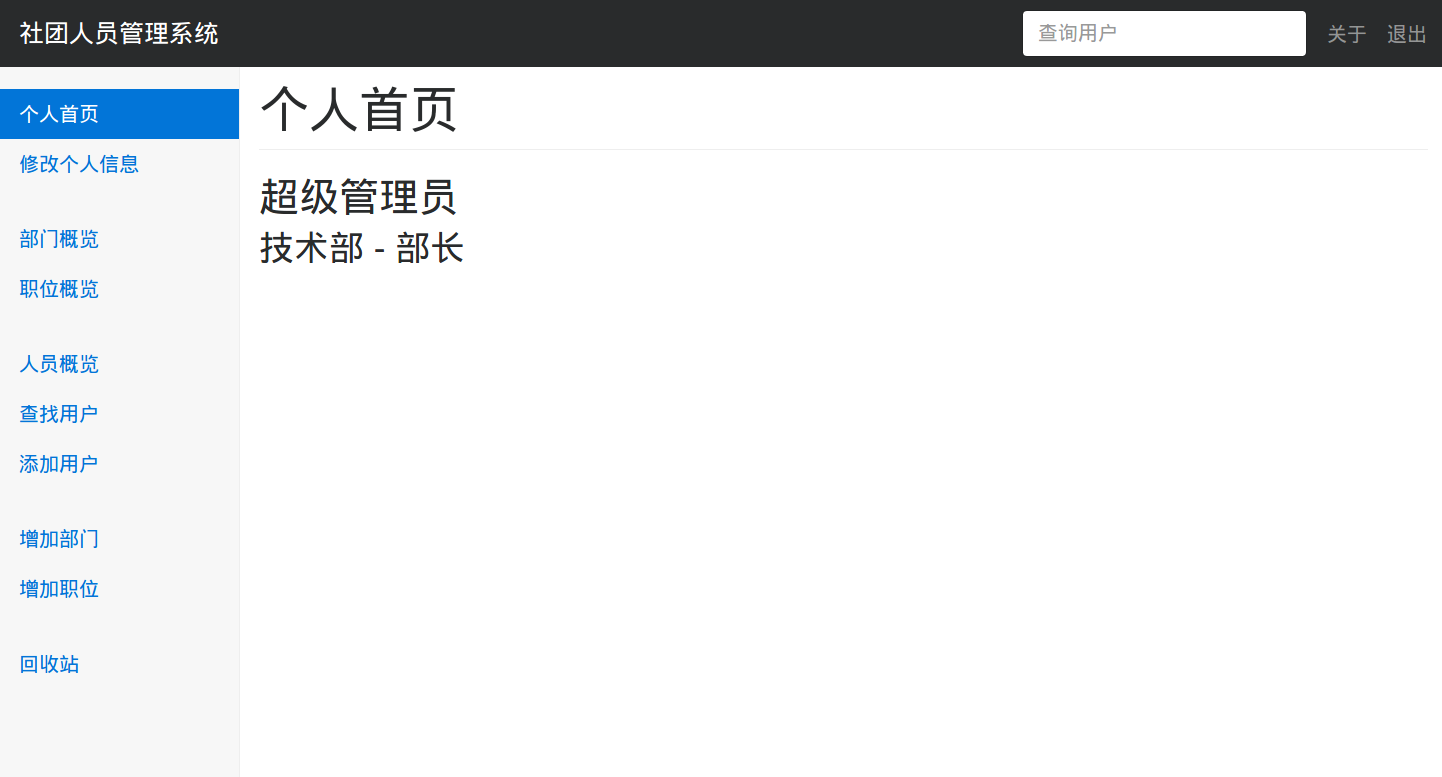 社团人员管理系统
查询用户
关于
退出
个人首页
修改个人信息
部门概览
职位概览
人员概览
查找用户
添加用户
增加部门
增加职位
回收站
个人首页
超级管理员
技术部 - 部长